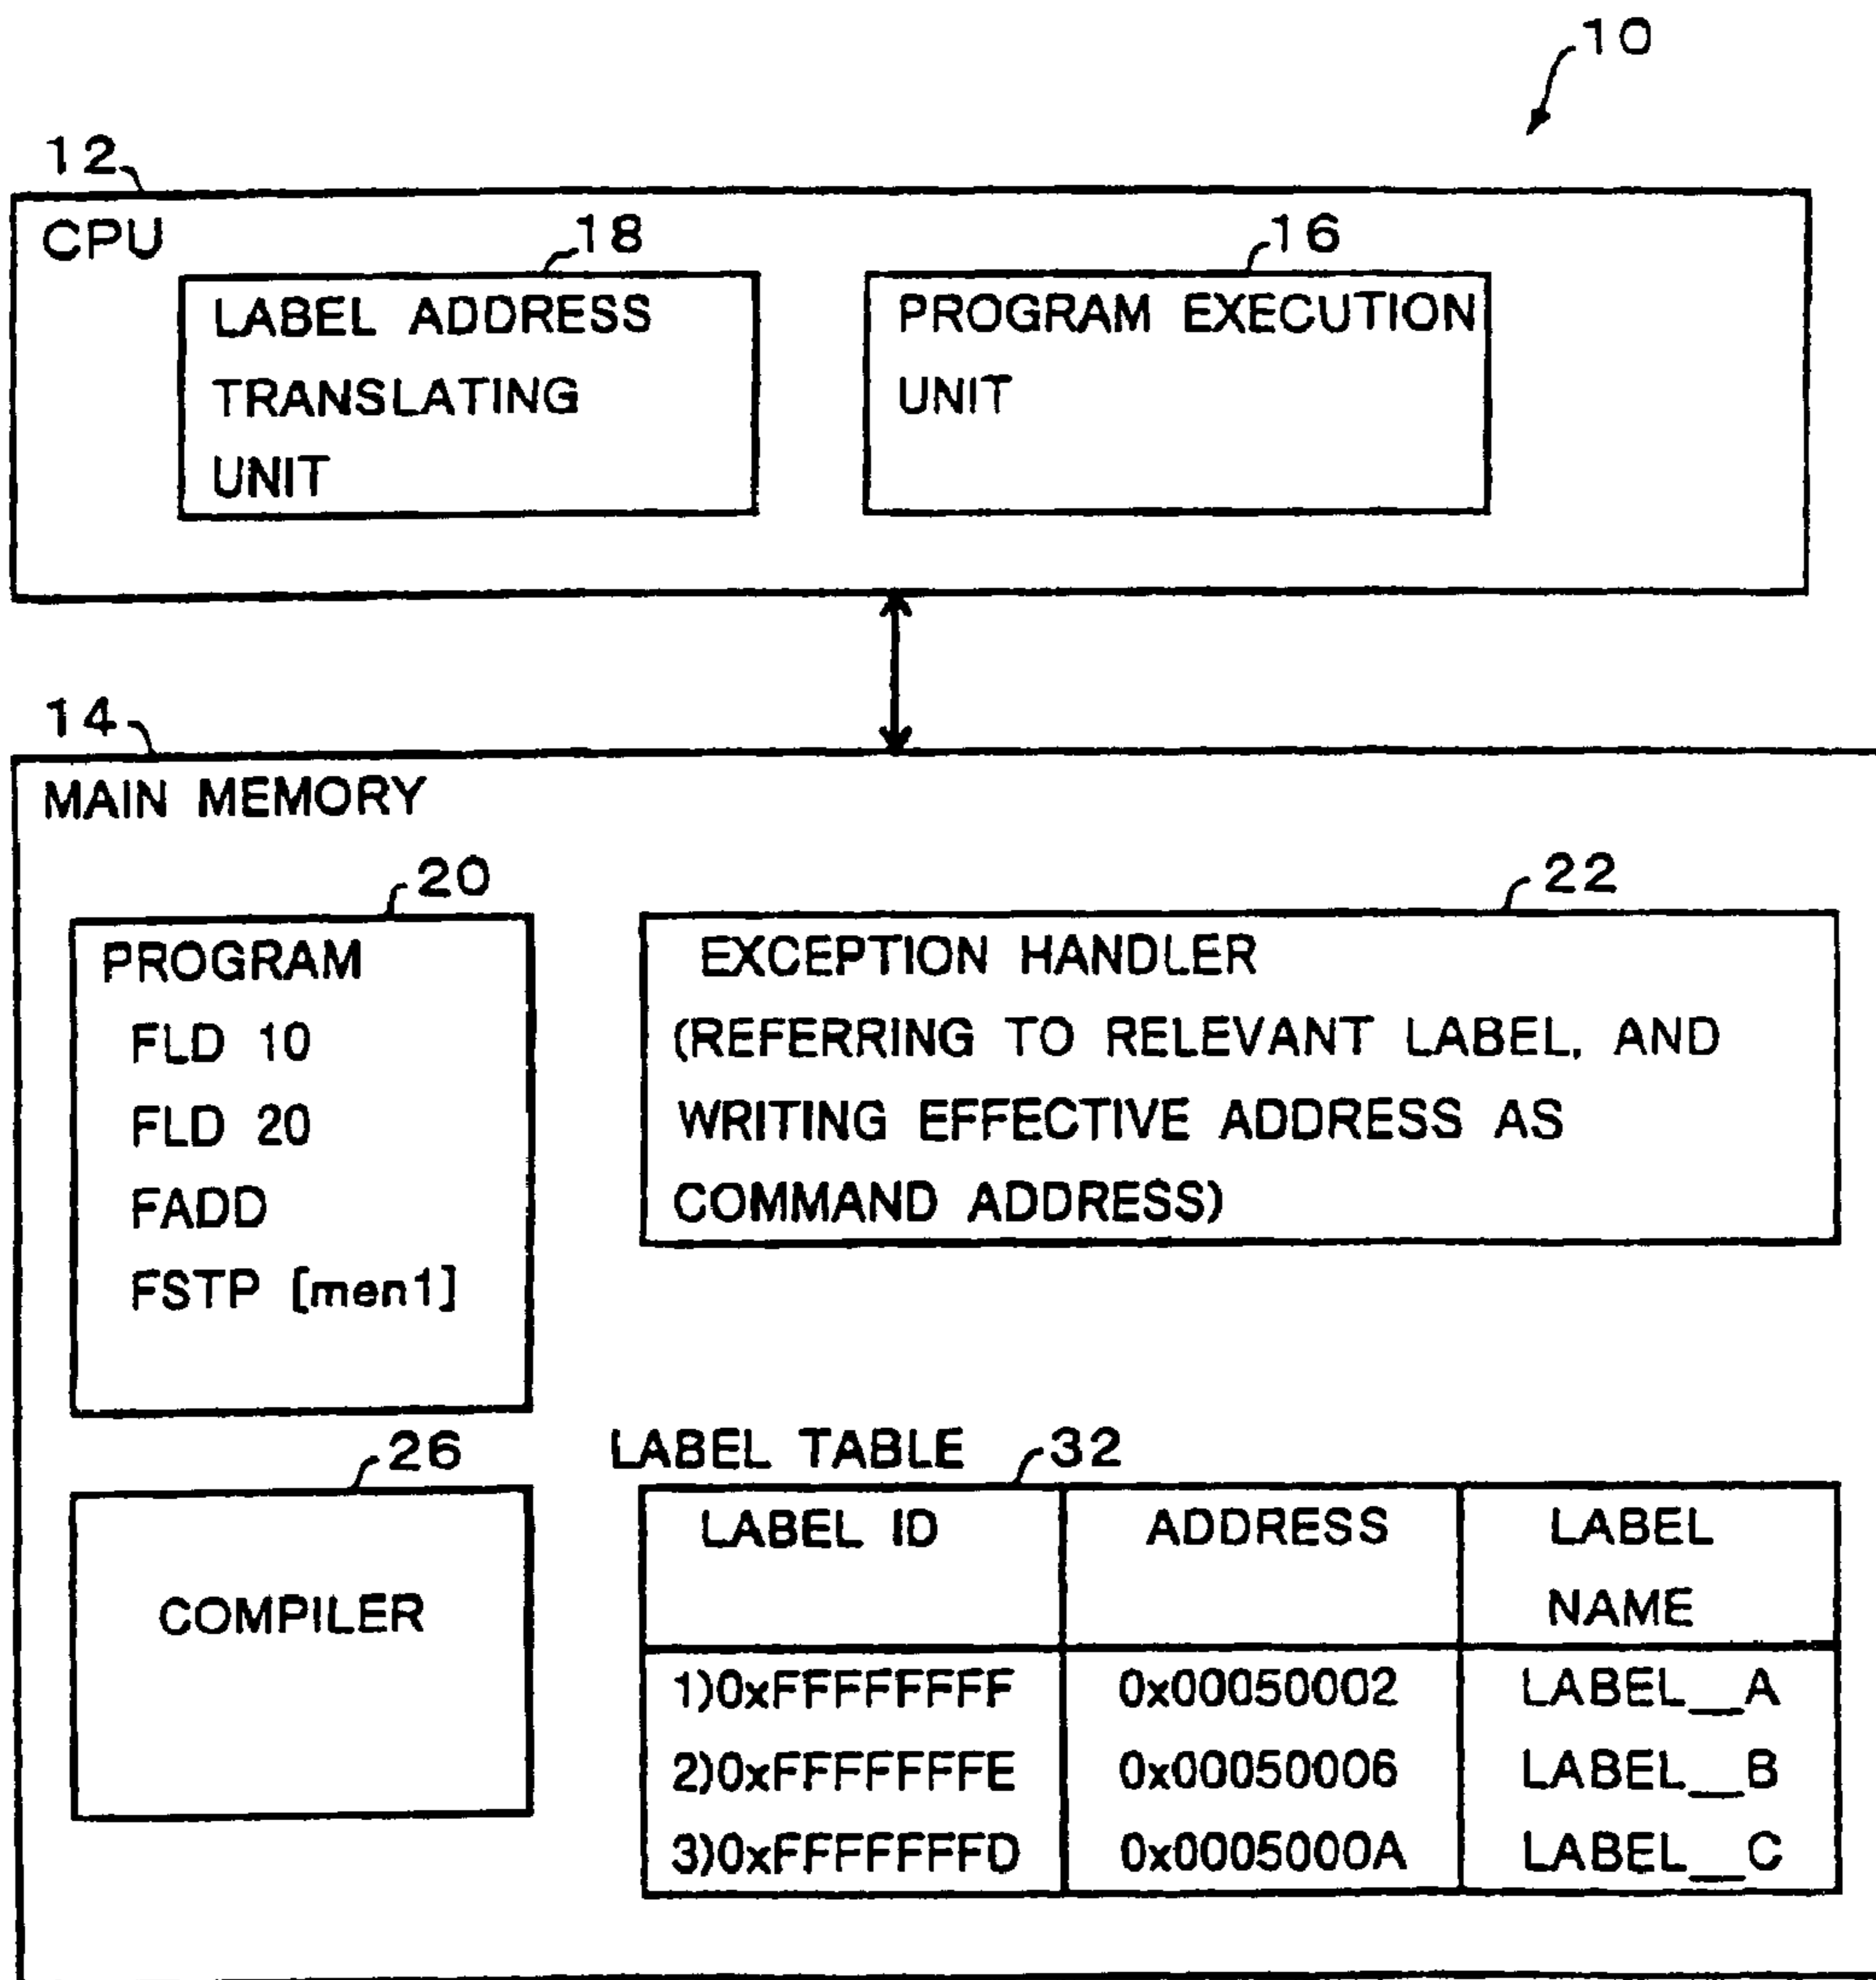 10
12
CPU
18
LABEL ADDRESS
TRANSLATING
UNIT
16
PROGRAM EXECUTION
UNIT
14
MAIN MEMORY
20
PROGRAM
FLD 10
FLD 20
FADD
FSTP [men1]
22
EXCEPTION HANDLER
(REFERRING TO RELEVANT LABEL, AND
WRITING EFFECTIVE ADDRESS AS
COMMAND ADDRESS)
26
COMPILER
LABEL TABLE 32
LABEL ID ADDRESS LABEL
NAME
1)0xFFFFFFFF 0x00050002 LABEL__A
2)0xFFFFFFFE 0x00050006 LABEL__B
3)0xFFFFFFFD 0x0005000A LABEL__C